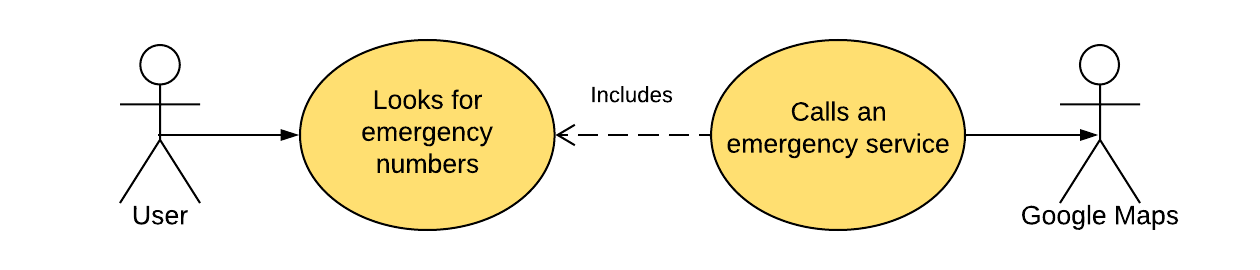 Looks for
emergency
numbers
Includes
Calls an
emergency service
User
Google Maps